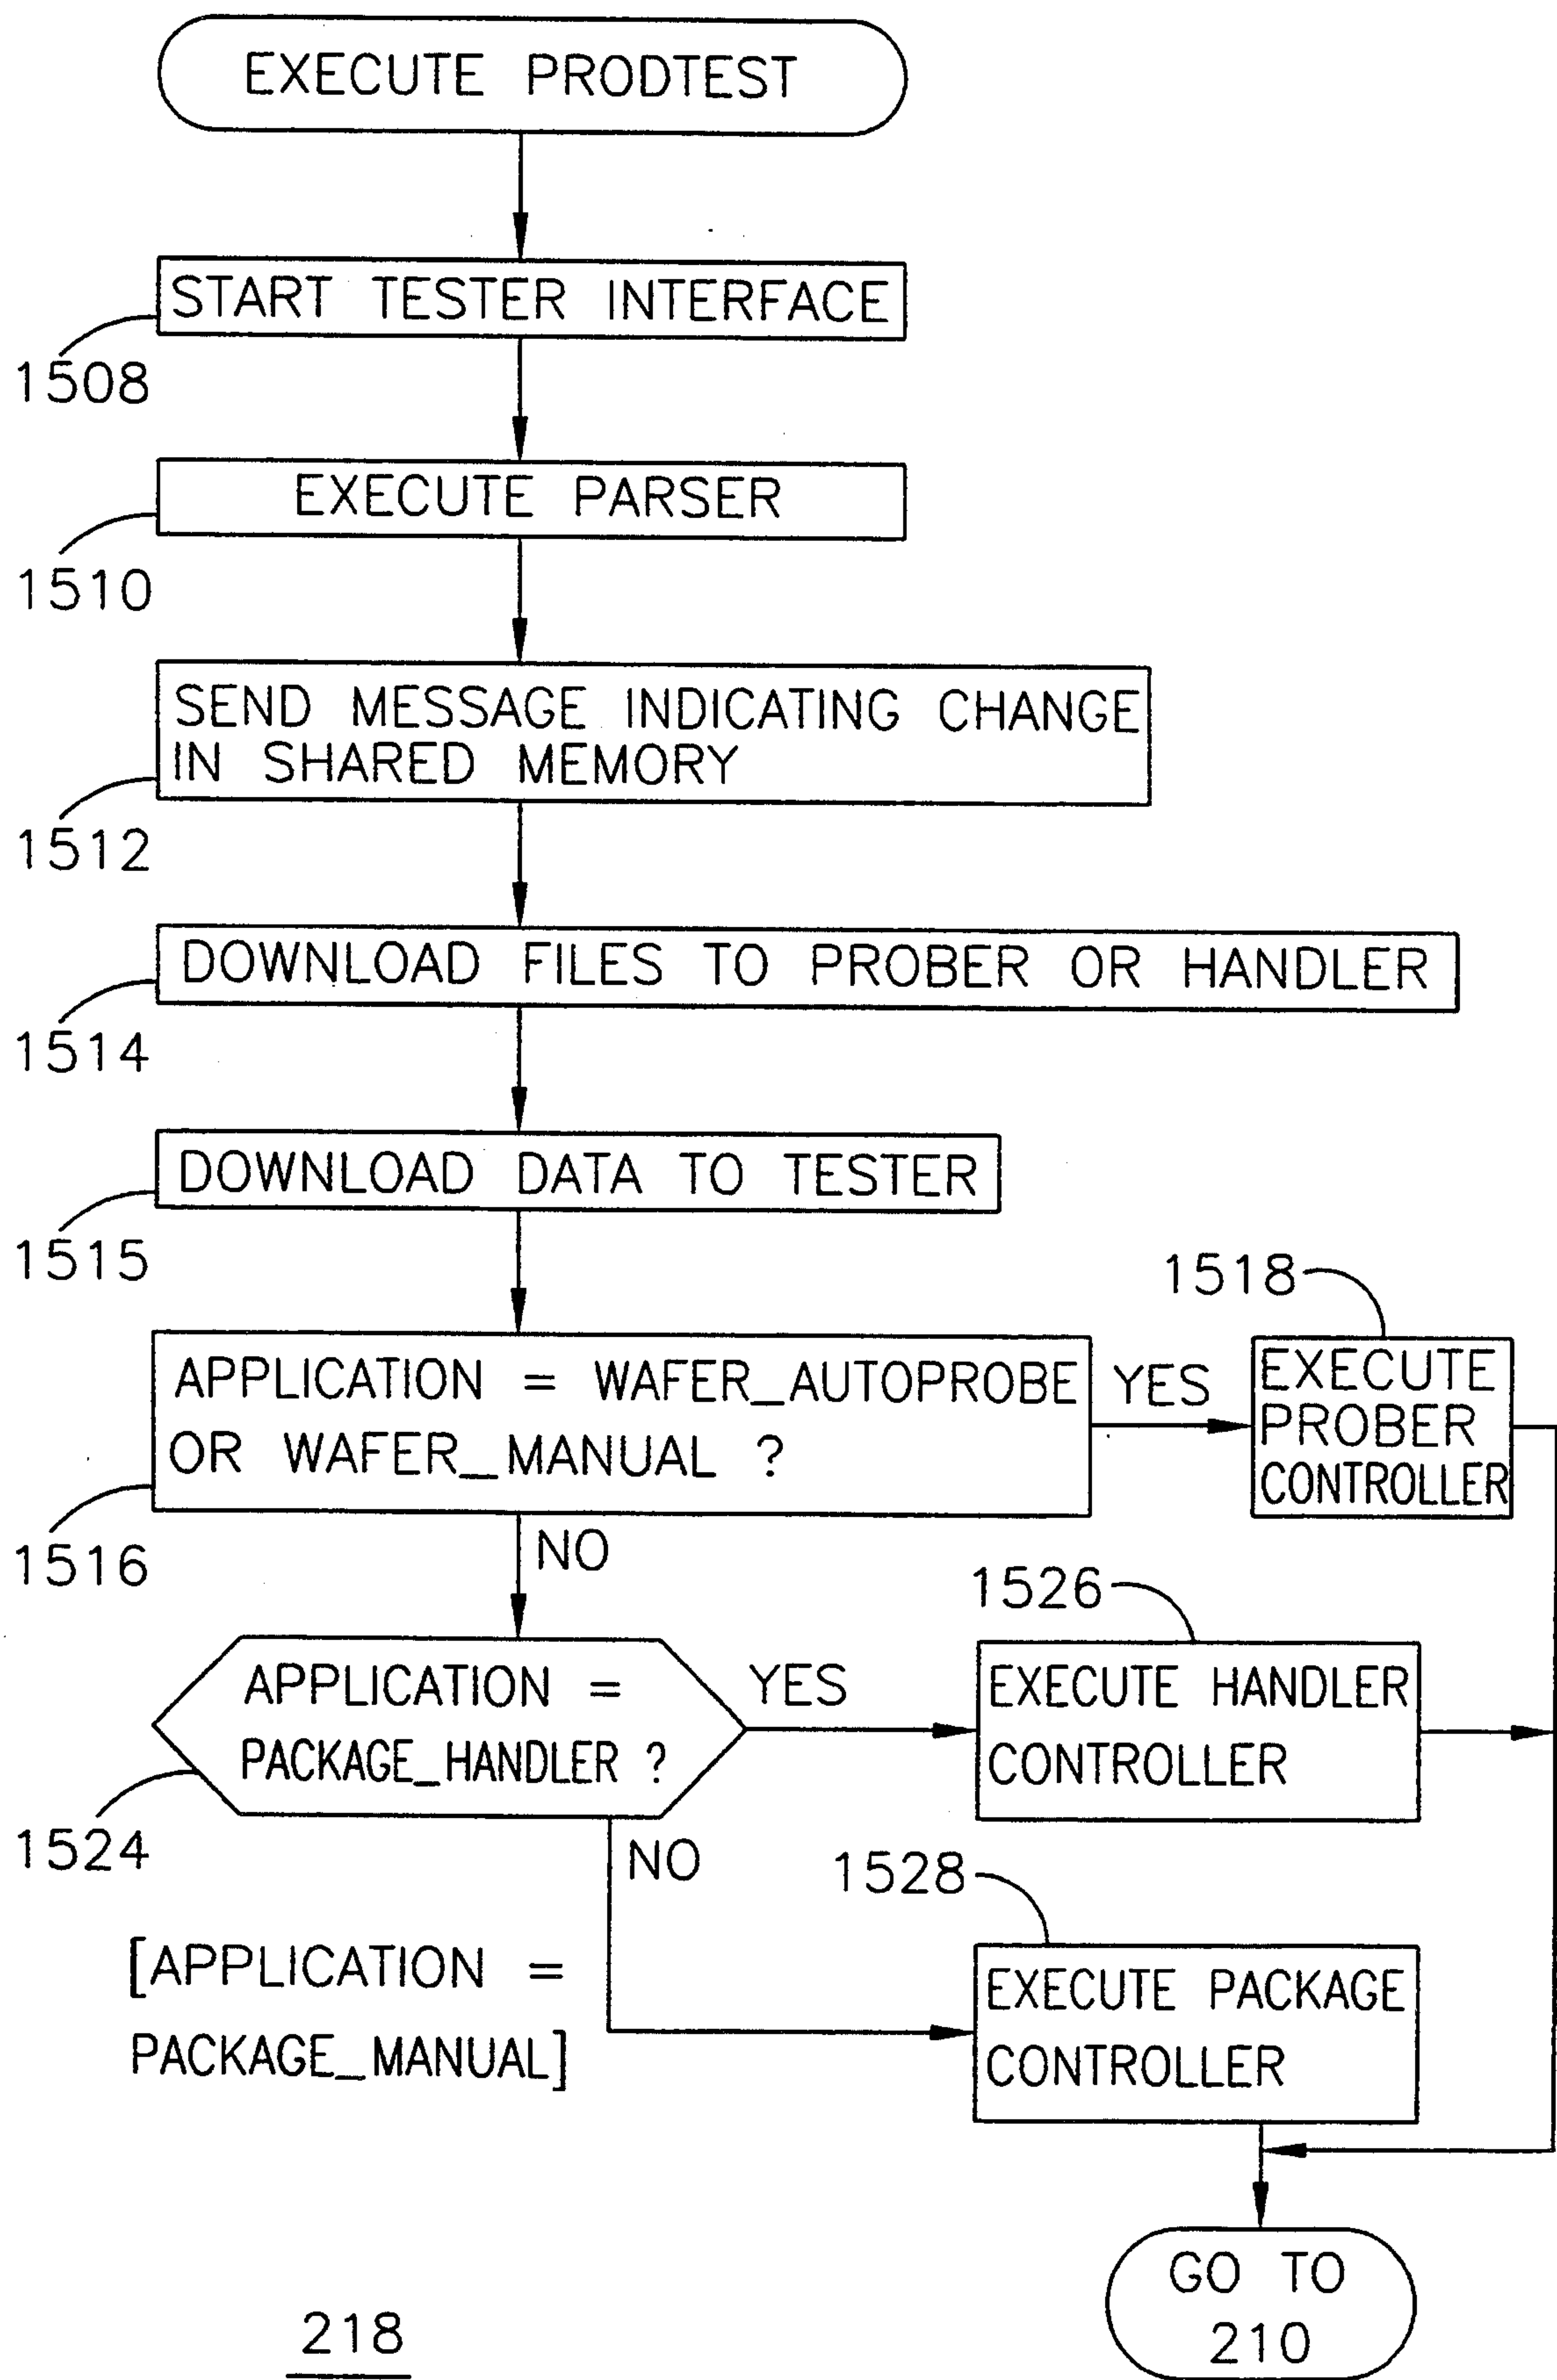 EXECUTE PRODTEST
START TESTER INTERFACE
1508
EXECUTE PARSER
1510
SEND MESSAGE INDICATING CHANGE
IN SHARED MEMORY
1512
DOWNLOAD FILES TO PROBER OR HANDLER
1514
DOWNLOAD DATA TO TESTER
1515
1518
APPLICATION = WAFER_AUTOPROBE
OR WAFER_MANUAL ?
YES
EXECUTE
PROBER
CONTROLLER
1516
NO
1526
APPLICATION =
PACKAGE_HANDLER ?
YES
EXECUTE HANDLER
CONTROLLER
1524
NO
1528
[APPLICATION =
PACKAGE_MANUAL]
EXECUTE PACKAGE
CONTROLLER
GO TO
210
218